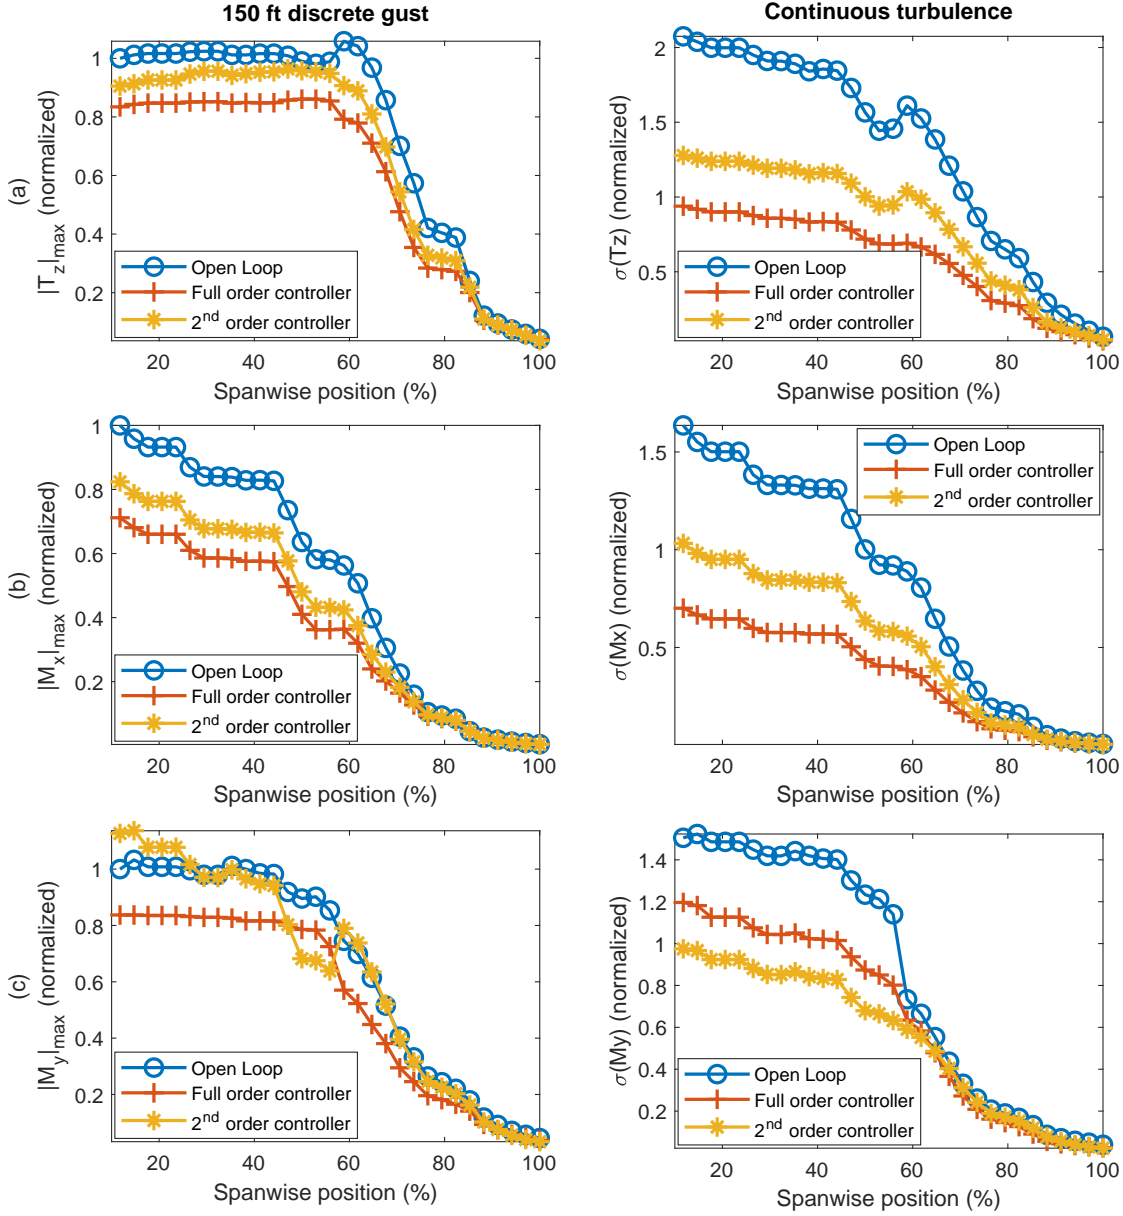 150 ft discrete gust
Continuous turbulence
(a)
|T_z|_max (normalized)
1
0.8
0.6
0.4
0.2
Open Loop
Full order controller
2nd order controller
20 40 60 80 100
Spanwise position (%)
σ(Tz) (normalized)
2
1.5
1
0.5
Open Loop
Full order controller
2nd order controller
20 40 60 80 100
Spanwise position (%)
(b)
|M_x|_max (normalized)
1
0.8
0.6
0.4
0.2
Open Loop
Full order controller
2nd order controller
20 40 60 80 100
Spanwise position (%)
σ(Mx) (normalized)
1.5
1
0.5
Open Loop
Full order controller
2nd order controller
20 40 60 80 100
Spanwise position (%)
(c)
|M_y|_max (normalized)
1
0.8
0.6
0.4
0.2
Open Loop
Full order controller
2nd order controller
20 40 60 80 100
Spanwise position (%)
σ(My) (normalized)
1.4
1.2
1
0.8
0.6
0.4
0.2
Open Loop
Full order controller
2nd order controller
20 40 60 80 100
Spanwise position (%)